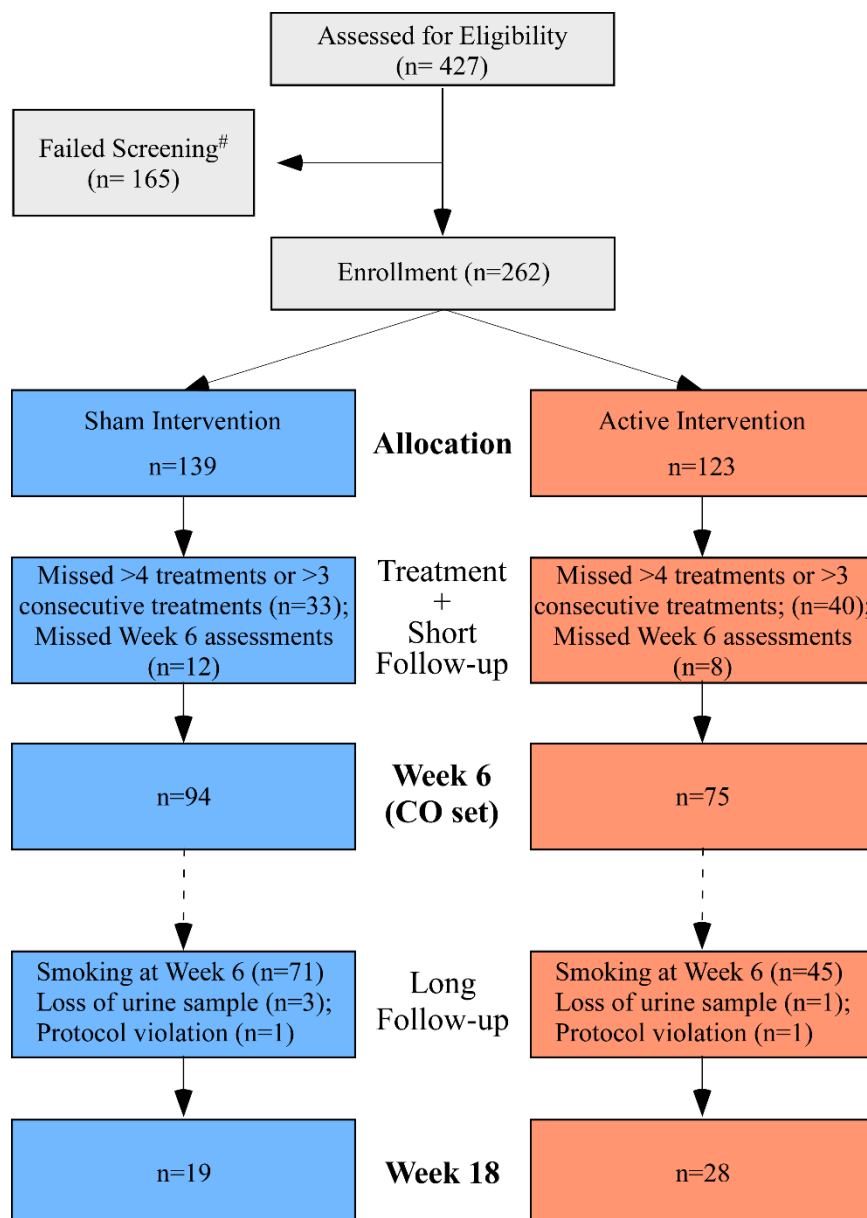 Assessed for Eligibility
(n= 427)
Failed Screening#
(n= 165)
Enrollment (n=262)
Sham Intervention
n=139
Allocation
Active Intervention
n=123
Missed >4 treatments or >3
consecutive treatments (n=33);
Missed Week 6 assessments
(n=12)
Treatment
+
Short
Follow-up
Missed >4 treatments or >3
consecutive treatments; (n=40);
Missed Week 6 assessments
(n=8)
n=94
Week 6
(CO set)
n=75
Smoking at Week 6 (n=71)
Loss of urine sample (n=3);
Protocol violation (n=1)
Long
Follow-up
Smoking at Week 6 (n=45)
Loss of urine sample (n=1);
Protocol violation (n=1)
n=19
Week 18
n=28